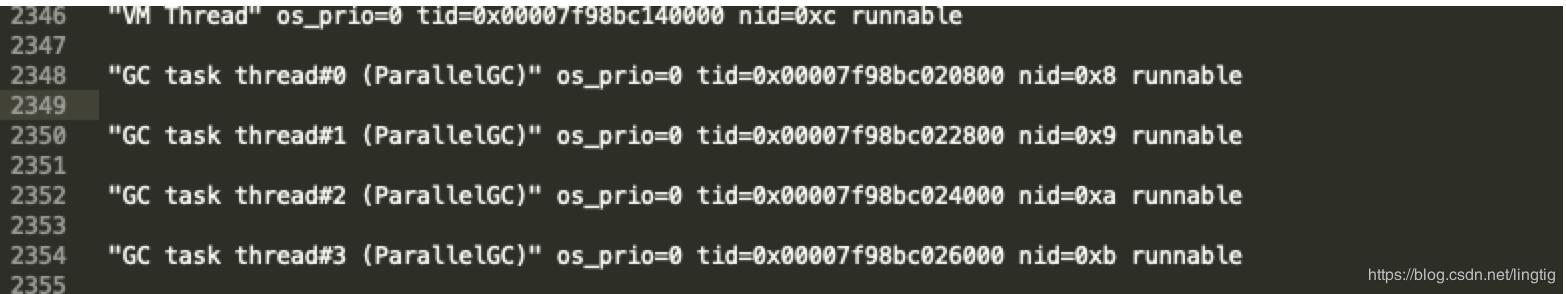 2346 "VM Thread" os_prio=0 tid=0x00007f98bc140000 nid=0xc runnable
2347
2348 "GC task thread#0 (ParallelGC)" os_prio=0 tid=0x00007f98bc020800 nid=0x8 runnable
2349
2350 "GC task thread#1 (ParallelGC)" os_prio=0 tid=0x00007f98bc022800 nid=0x9 runnable
2351
2352 "GC task thread#2 (ParallelGC)" os_prio=0 tid=0x00007f98bc024000 nid=0xa runnable
2353
2354 "GC task thread#3 (ParallelGC)" os_prio=0 tid=0x00007f98bc026000 nid=0xb runnable
2355
https://blog.csdn.net/lingtig